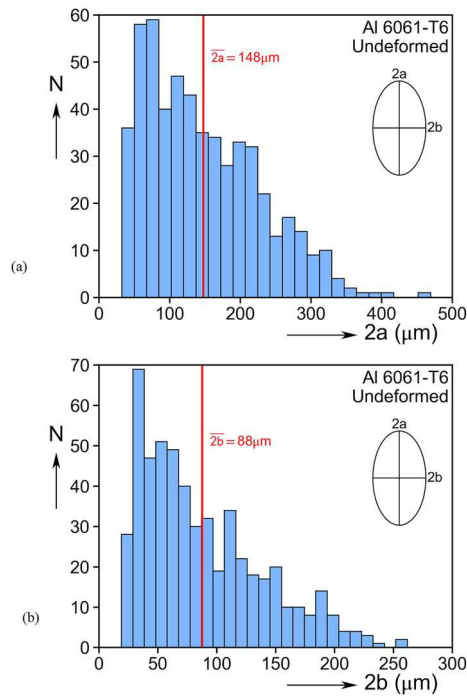 60
50
40
30
20
10
0
N
Al 6061-T6
Undeformed
2a
2b
2a = 148μm
(a)
0 100 200 300 400 500
2a (μm)
70
60
50
40
30
20
10
0
N
Al 6061-T6
Undeformed
2a
2b
2b = 88μm
(b)
0 50 100 150 200 250 300
2b (μm)